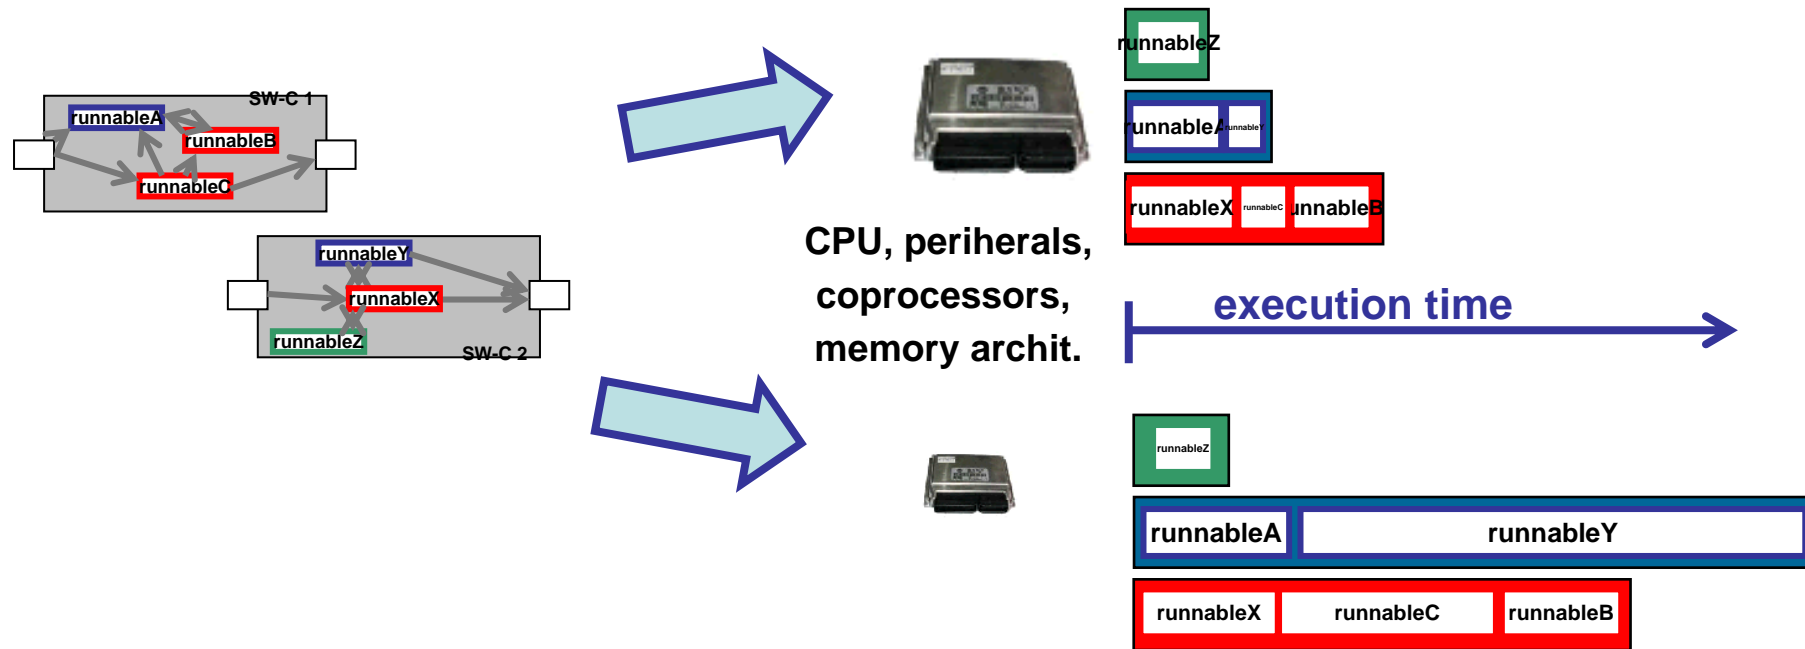 SW-C 1
runnableA
runnableB
runnableC
runnableY
runnableX
runnableZ
SW-C 2
CPU, periherals,
coprocessors,
memory archit.
runnableZ
runnableA runnableY
runnableX runnableC unnableB
execution time
runnableZ
runnableA runnableY
runnableX runnableC runnableB